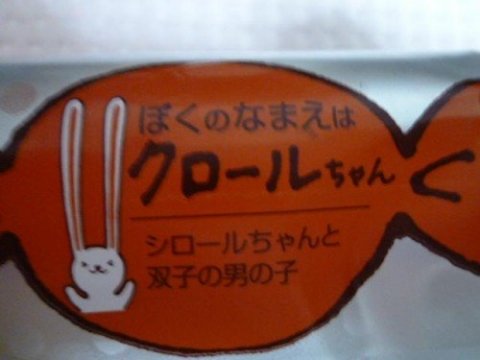 ぼくのなまえは
クロールちゃん
シロールちゃんと
双子の男の子
く